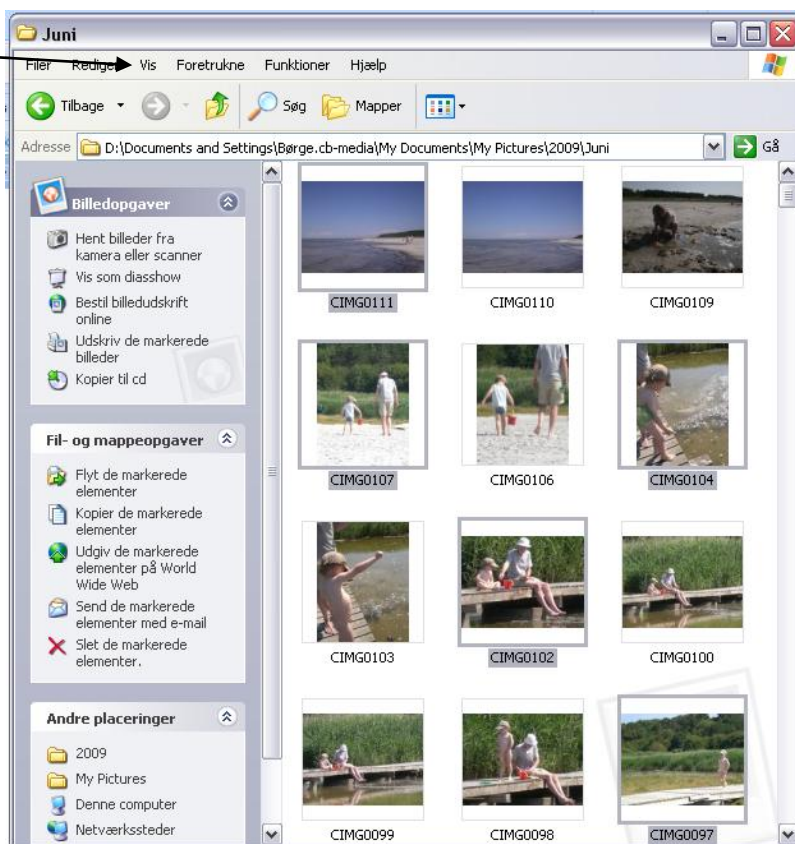 Juni
Filer Rediger Vis Foretrukne Funktioner Hjælp
Tilbage Søg Mapper
Adresse D:\Documents and Settings\Børge.cb-media\My Documents\My Pictures\2009\Juni Gå
Billedopgaver
Hent billeder fra
kamera eller scanner
Vis som diasshow
Bestil billedudskrift
online
Udskriv de markerede
billeder
Kopier til cd
Fil- og mappeopgaver
Flyt de markerede
elementer
Kopier de markerede
elementer
Udgiv de markerede
elementer på World
Wide Web
Send de markerede
elementer med e-mail
Slet de markerede
elementer.
Andre placeringer
2009
My Pictures
Denne computer
Netværkssteder
CIMG0111 CIMG0110 CIMG0109
CIMG0107 CIMG0106 CIMG0104
CIMG0103 CIMG0102 CIMG0100
CIMG0099 CIMG0098 CIMG0097